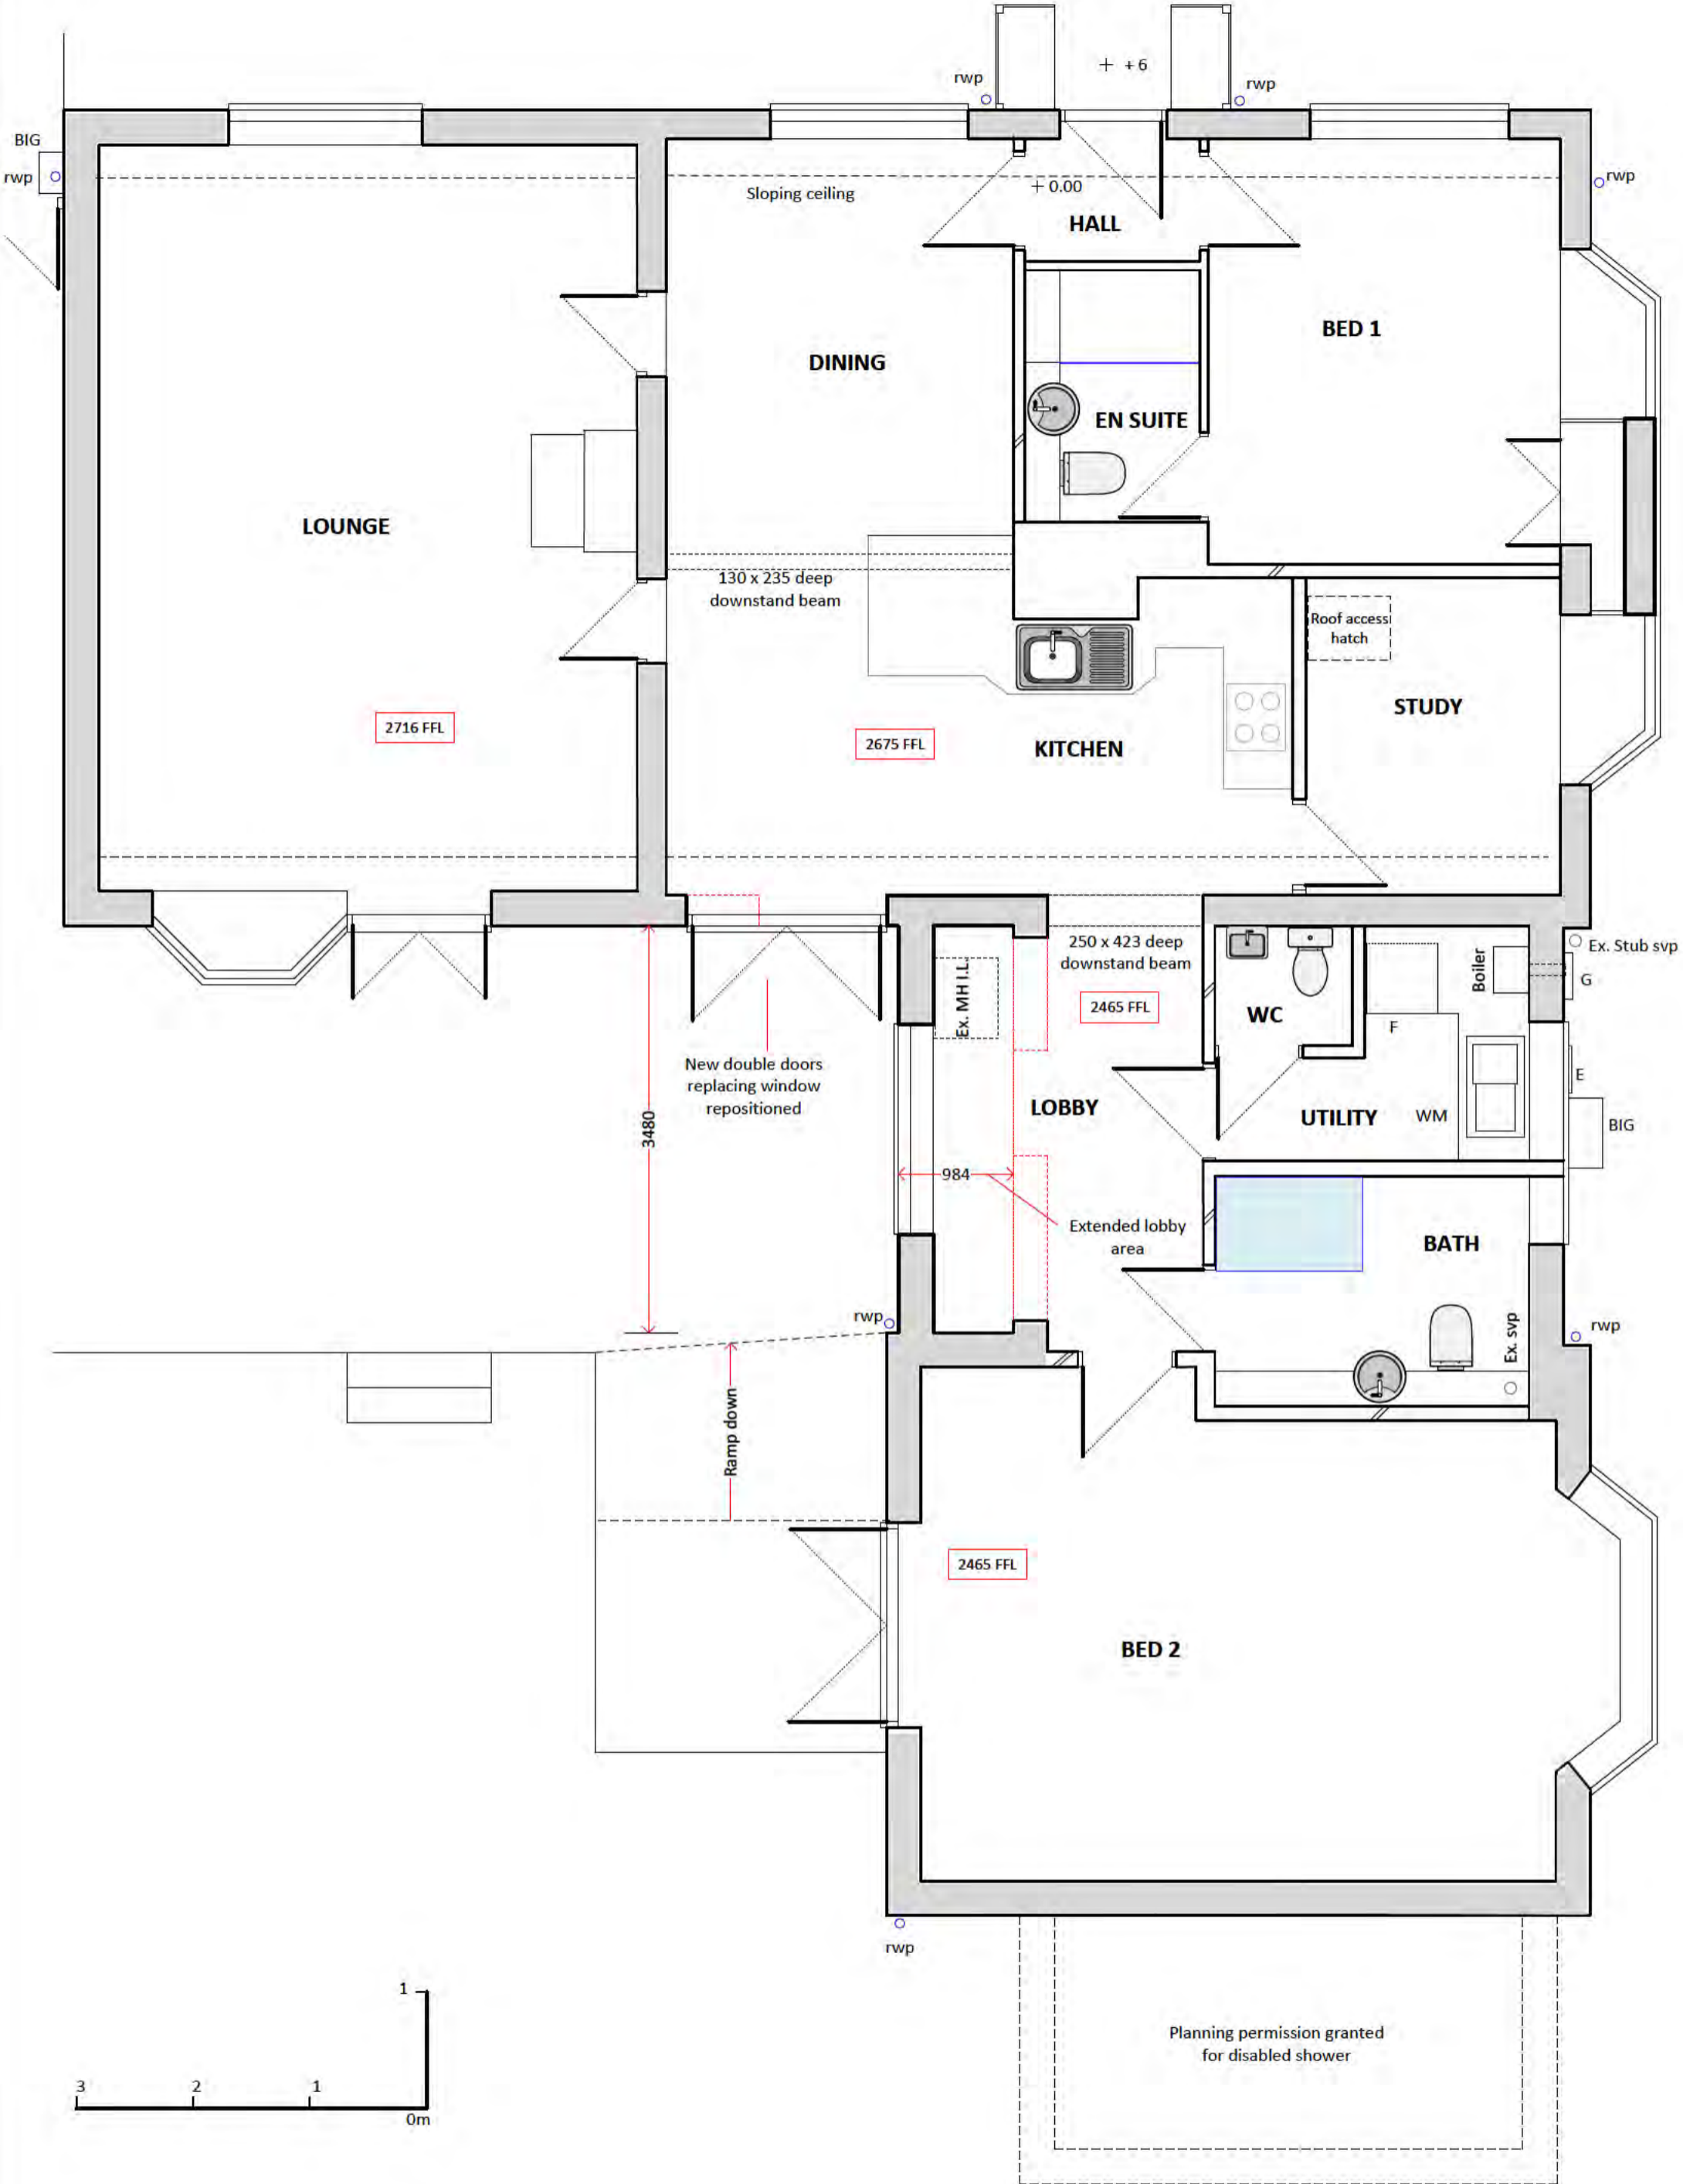 + + 6
rwp
rwp
BIG
rwp
rwp
Sloping ceiling
+ 0.00
HALL
BED 1
DINING
EN SUITE
LOUNGE
130 x 235 deep
downstand beam
Roof access
hatch
STUDY
2716 FFL
2675 FFL
KITCHEN
250 x 423 deep
downstand beam
Ex. Stub svp
Boiler
G
Ex. MH I.L.
2465 FFL
WC
F
New double doors
replacing window
repositioned
E
LOBBY
UTILITY
WM
BIG
3480
984
Extended lobby
area
BATH
rwp
Ex. svp
rwp
Ramp down
2465 FFL
BED 2
rwp
1
Planning permission granted
for disabled shower
3 2 1
0m